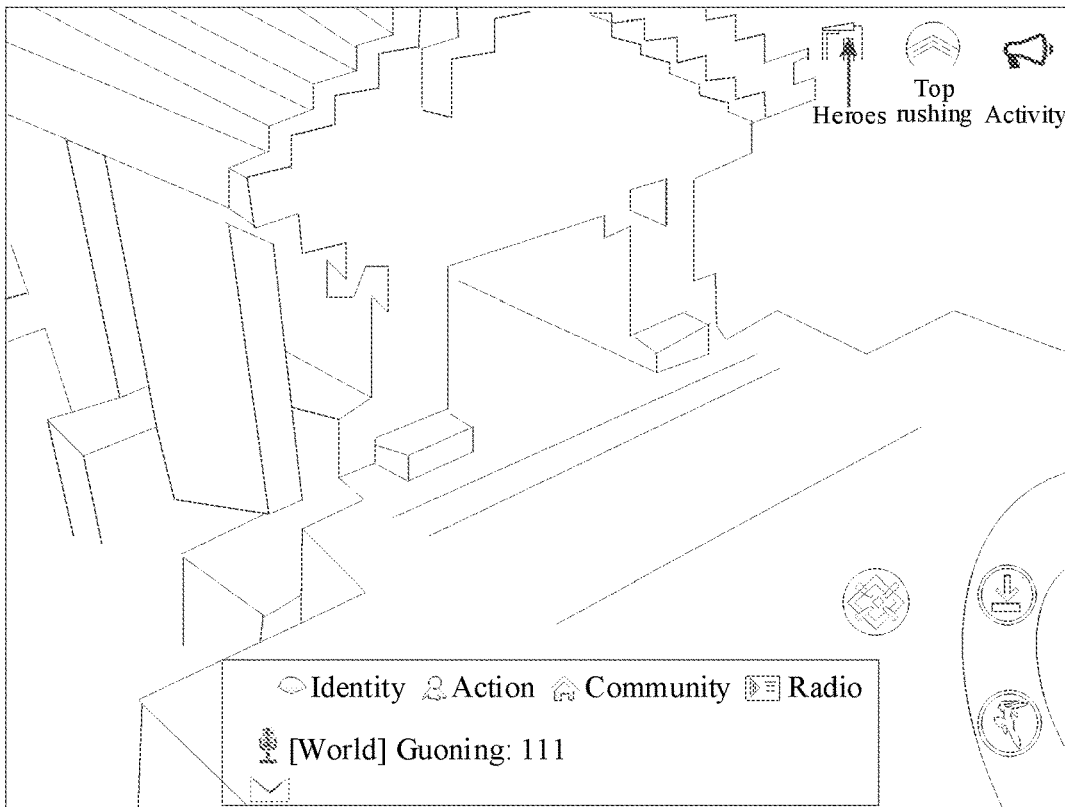 Heroes Top rushing Activity
Identity Action Community Radio
[World] Guoning: 111